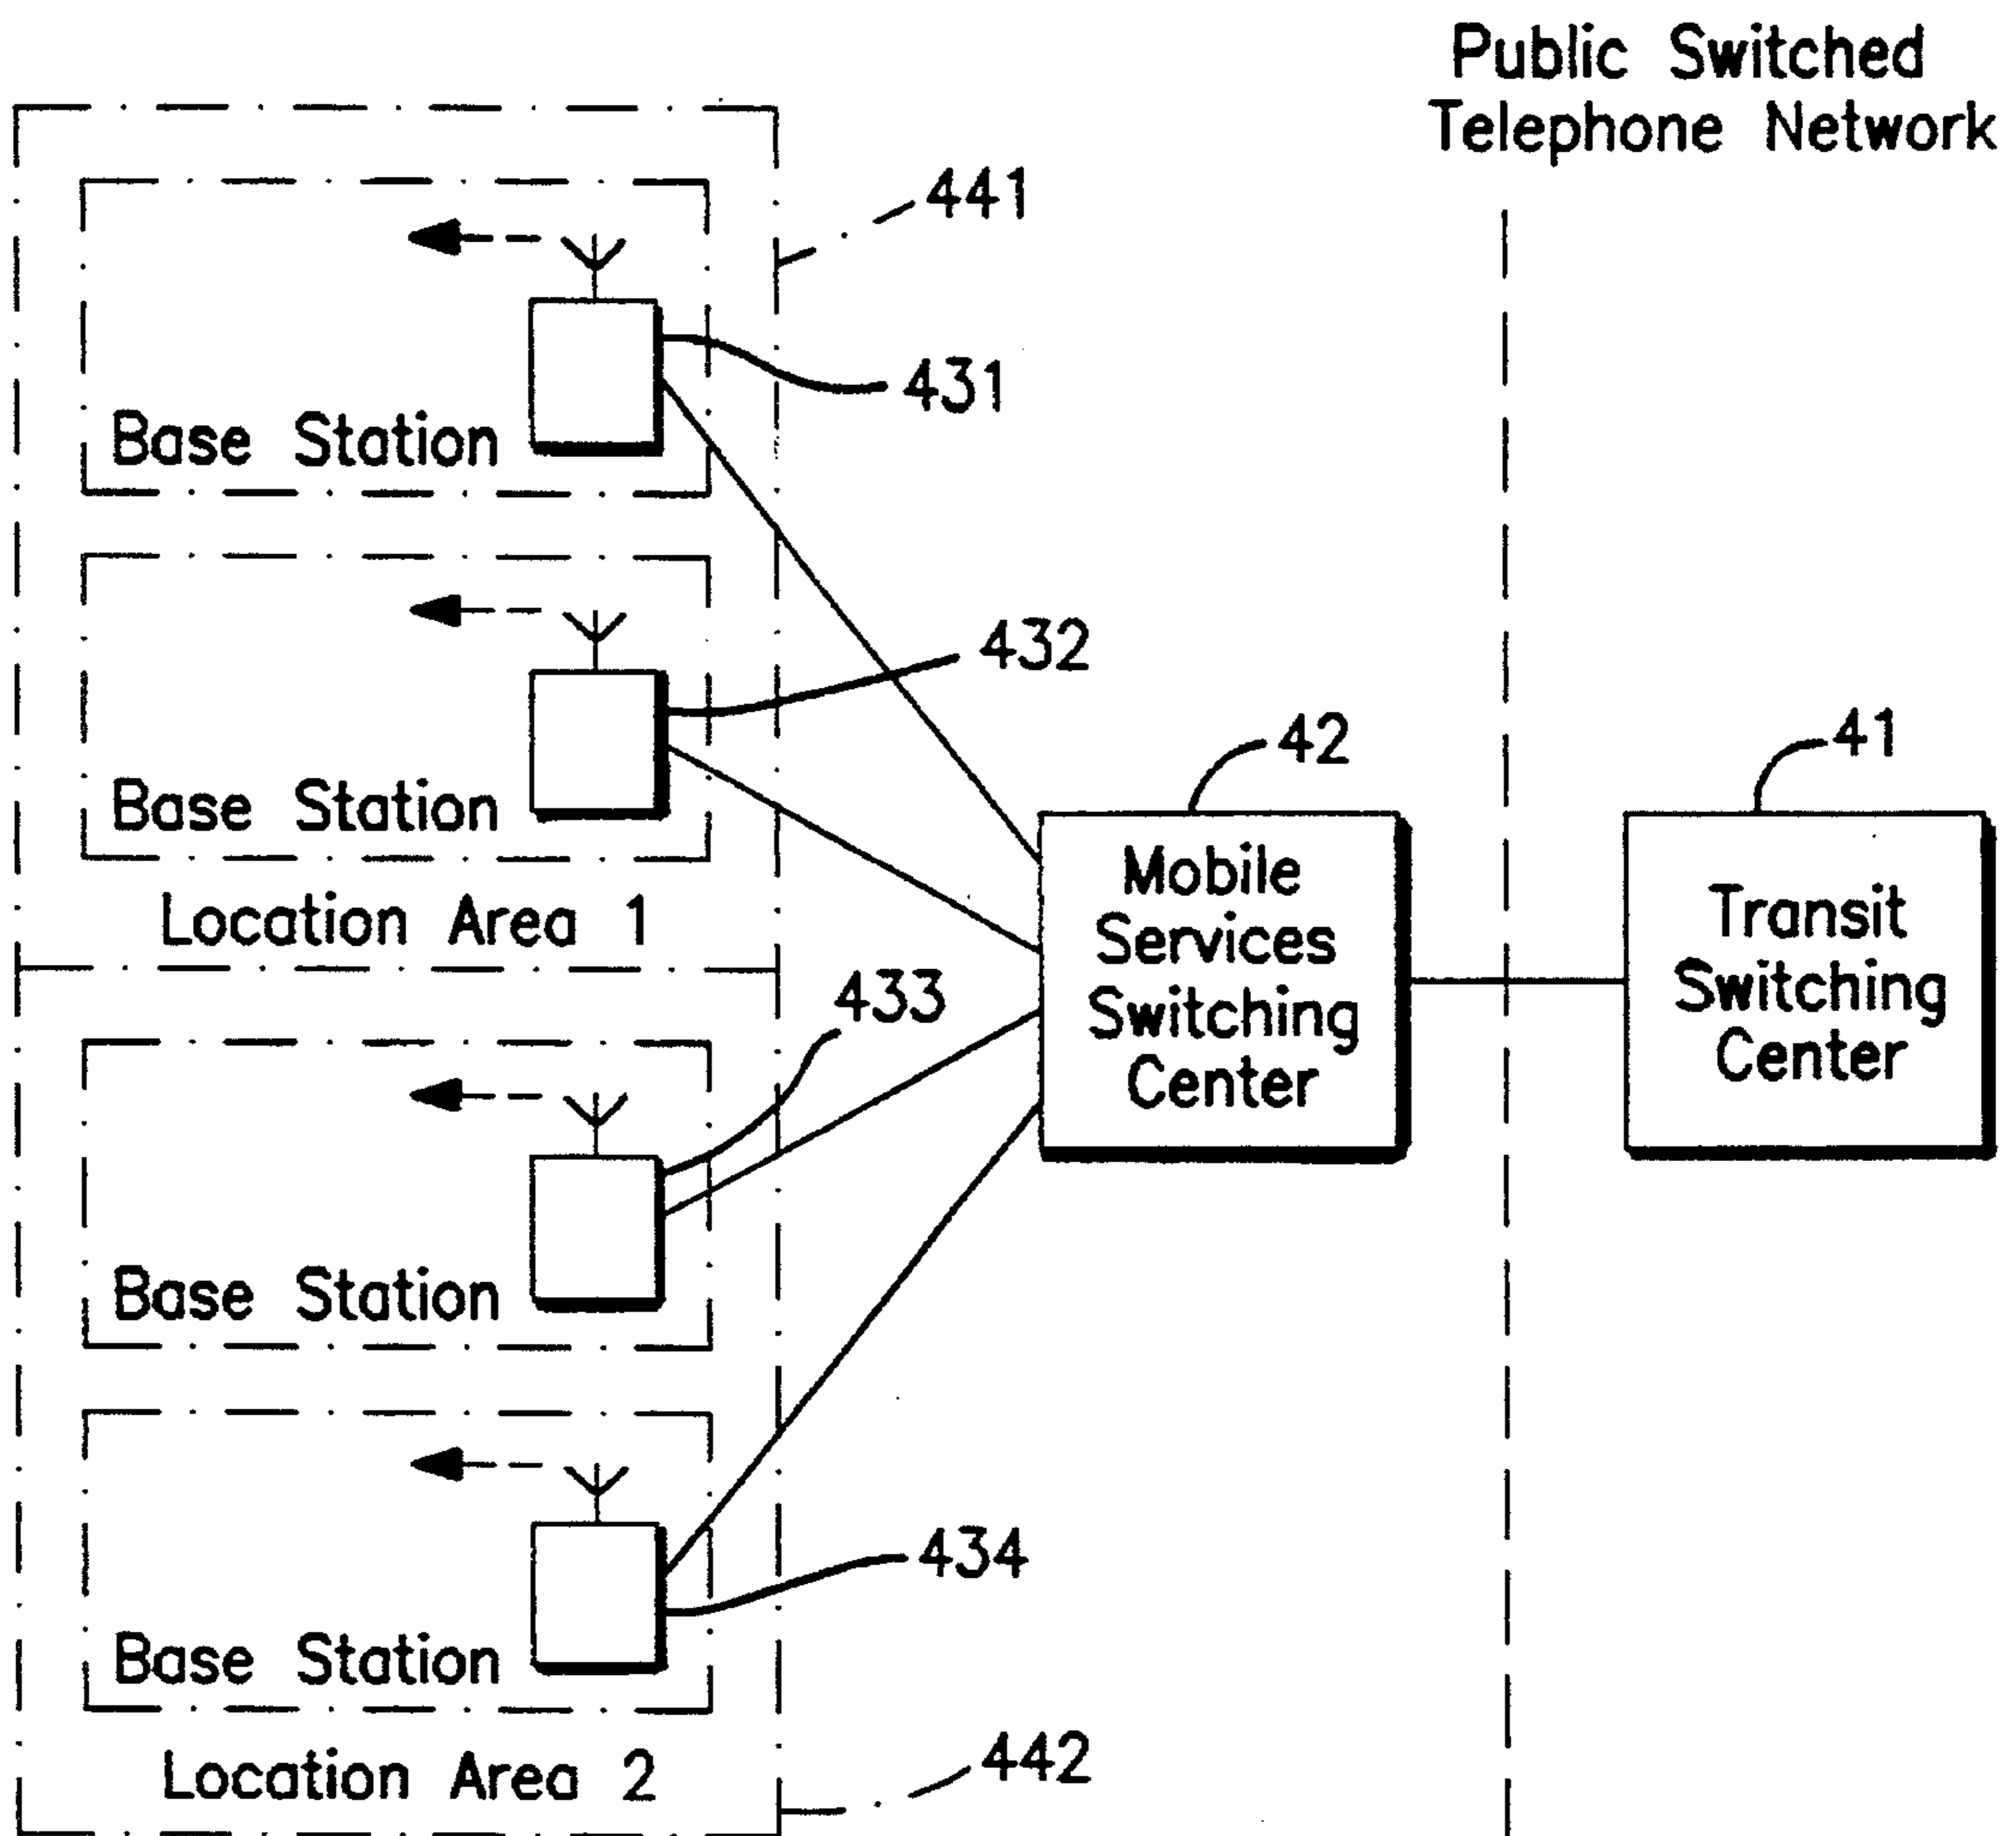 Public Switched
Telephone Network
441
431
Base Station
432
Base Station
Location Area 1
42
41
Mobile
Services
Switching
Center
Transit
Switching
Center
433
Base Station
434
Base Station
Location Area 2
442